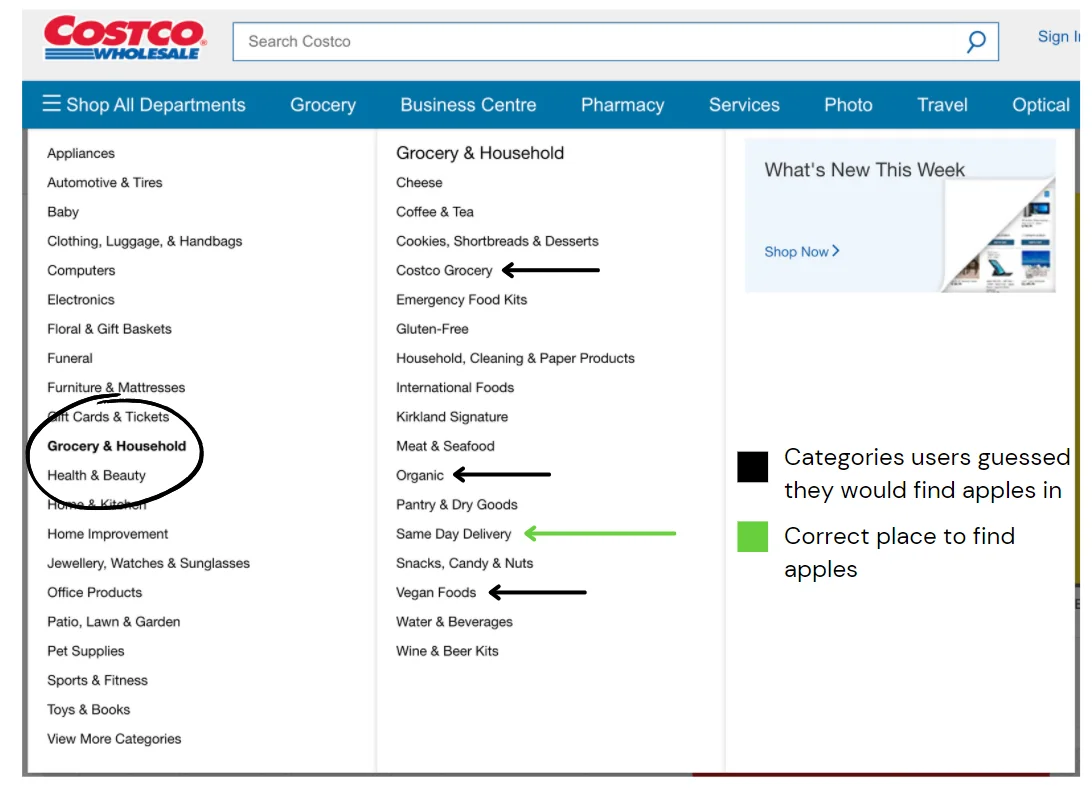 COSTCO
WHOLESALE
Search Costco
Sign I
Shop All Departments
Grocery
Business Centre
Pharmacy
Services
Photo
Travel
Optical
Appliances
Automotive & Tires
Baby
Clothing, Luggage, & Handbags
Computers
Electronics
Floral & Gift Baskets
Funeral
Furniture & Mattresses
Gift Cards & Tickets
Grocery & Household
Health & Beauty
Home & Kitchen
Home Improvement
Jewellery, Watches & Sunglasses
Office Products
Patio, Lawn & Garden
Pet Supplies
Sports & Fitness
Toys & Books
View More Categories
Grocery & Household
Cheese
Coffee & Tea
Cookies, Shortbreads & Desserts
Costco Grocery
Emergency Food Kits
Gluten-Free
Household, Cleaning & Paper Products
International Foods
Kirkland Signature
Meat & Seafood
Organic
Pantry & Dry Goods
Same Day Delivery
Snacks, Candy & Nuts
Vegan Foods
Water & Beverages
Wine & Beer Kits
What's New This Week
Shop Now
Categories users guessed
they would find apples in
Correct place to find
apples